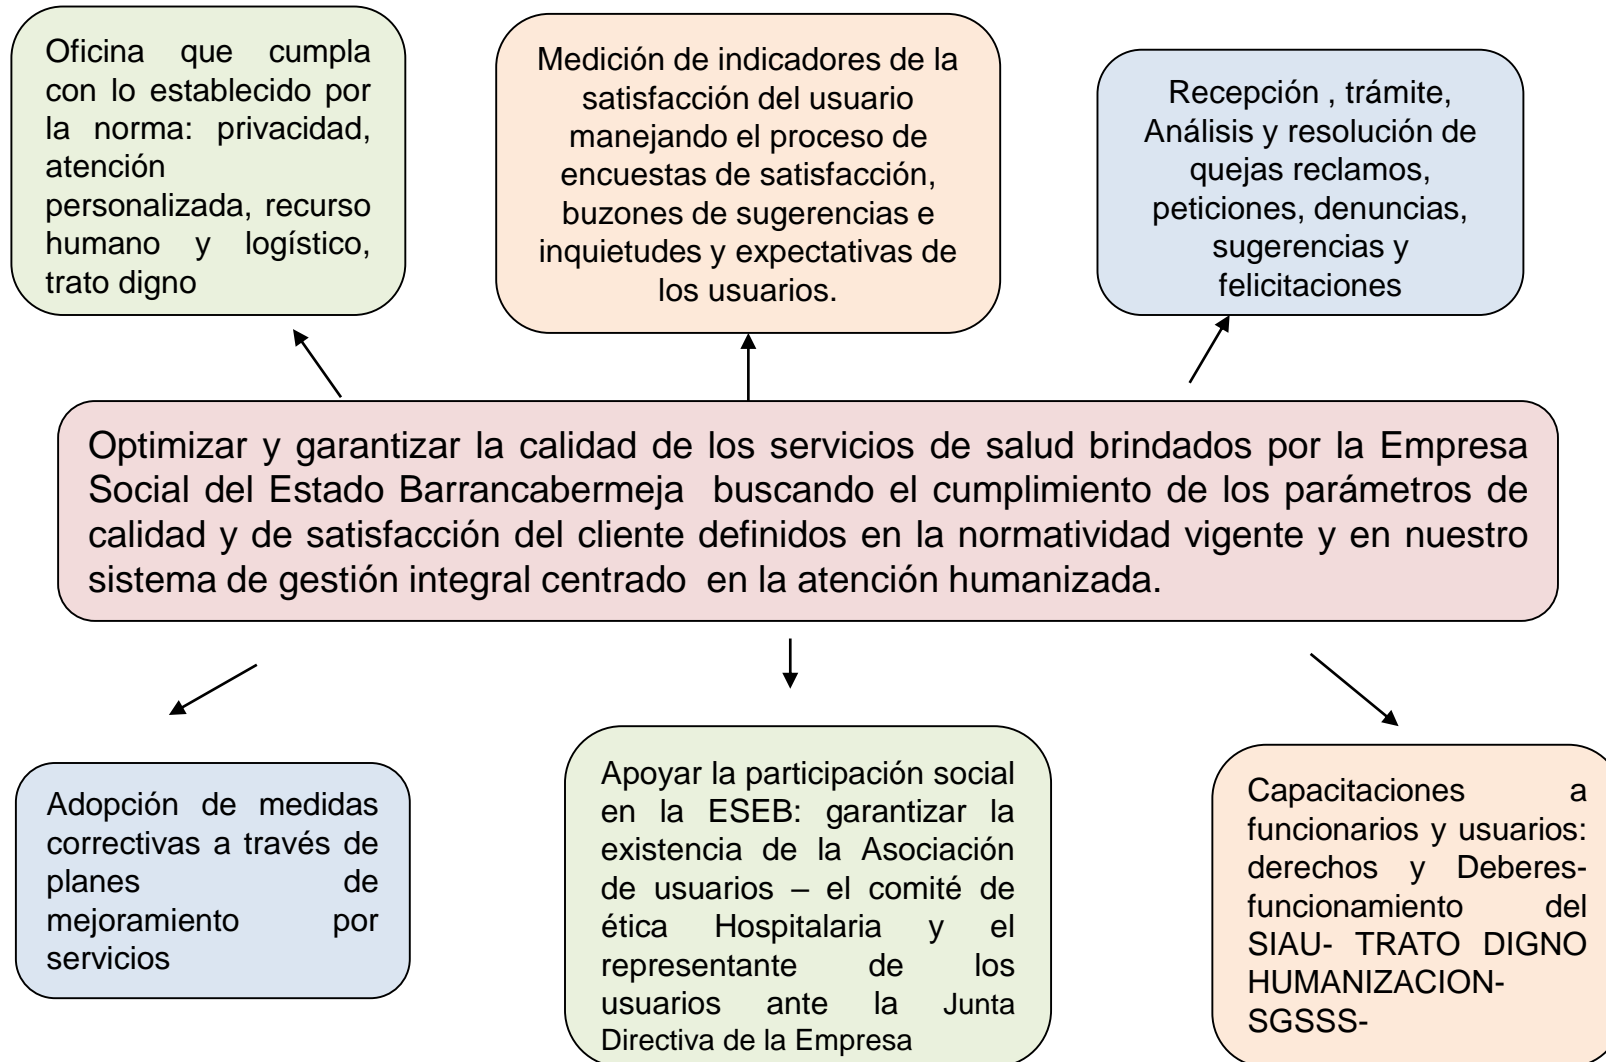 Oficina que cumpla
con lo establecido por
la norma: privacidad,
atención
personalizada, recurso
humano y logístico,
trato digno
Medición de indicadores de la
satisfacción del usuario
manejando el proceso de
encuestas de satisfacción,
buzones de sugerencias e
inquietudes y expectativas de
los usuarios.
Recepción , trámite,
Análisis y resolución de
quejas reclamos,
peticiones, denuncias,
sugerencias y
felicitaciones
Optimizar y garantizar la calidad de los servicios de salud brindados por la Empresa
Social del Estado Barrancabermeja buscando el cumplimiento de los parámetros de
calidad y de satisfacción del cliente definidos en la normatividad vigente y en nuestro
sistema de gestión integral centrado en la atención humanizada.
Adopción de medidas
correctivas a través de
planes de
mejoramiento por
servicios
Apoyar la participación social
en la ESEB: garantizar la
existencia de la Asociación
de usuarios – el comité de
ética Hospitalaria y el
representante de los
usuarios ante la Junta
Directiva de la Empresa
Capacitaciones a
funcionarios y usuarios:
derechos y Deberes-
funcionamiento del
SIAU- TRATO DIGNO
HUMANIZACION-
SGSSS-